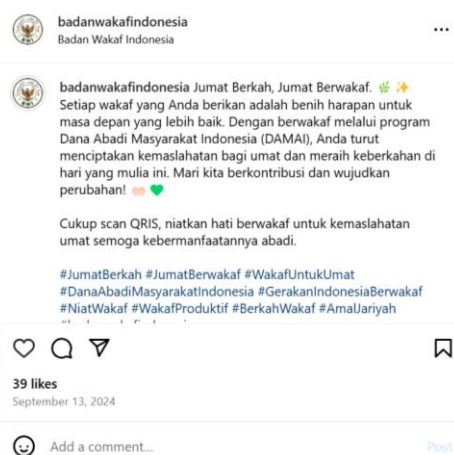 badanwakafindonesia
Badan Wakaf Indonesia
badanwakafindonesia Jumat Berkah, Jumat Berwakaf. 🌿 ✨
Setiap wakaf yang Anda berikan adalah benih harapan untuk
masa depan yang lebih baik. Dengan berwakaf melalui program
Dana Abadi Masyarakat Indonesia (DAMAI), Anda turut
menciptakan kemaslahatan bagi umat dan meraih keberkahan di
hari yang mulia ini. Mari kita berkontribusi dan wujudkan
perubahan! 🤲🏻 💚
Cukup scan QRIS, niatkan hati berwakaf untuk kemaslahatan
umat semoga kebermanfaatannya abadi.
#JumatBerkah #JumatBerwakaf #WakafUntukUmat
#DanaAbadiMasyarakatIndonesia #GerakanIndonesiaBerwakaf
#NiatWakaf #WakafProduktif #BerkahWakaf #AmalJariyah
39 likes
September 13, 2024
Add a comment...
Post